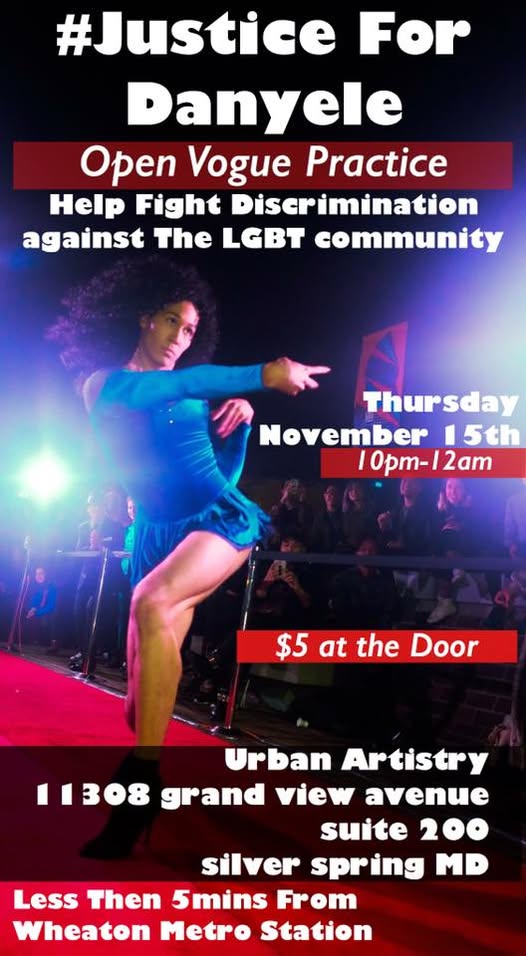 #Justice For
Danyele
Open Vogue Practice
Help Fight Discrimination
against The LGBT community
Thursday
November 15th
10pm-12am
$5 at the Door
Urban Artistry
11308 grand view avenue
suite 200
silver spring MD
Less Then 5mins From
Wheaton Metro Station